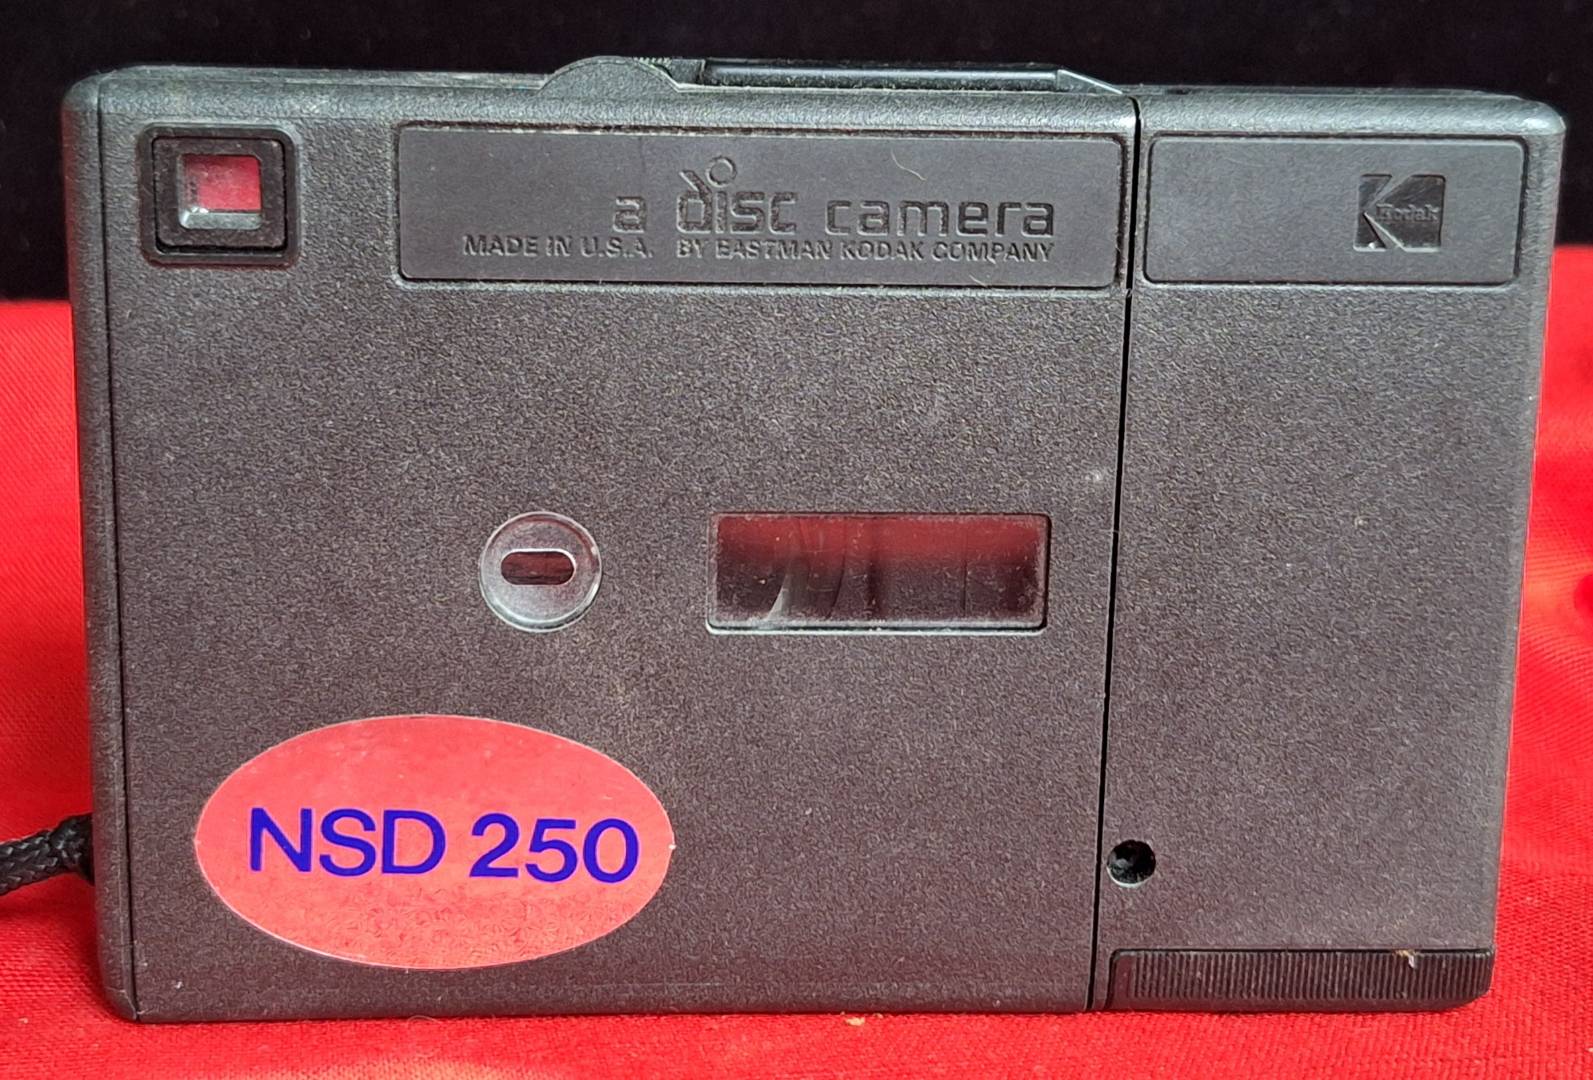 a disc camera
MADE IN U.S.A. BY EASTMAN KODAK COMPANY
Kodak
NSD 250